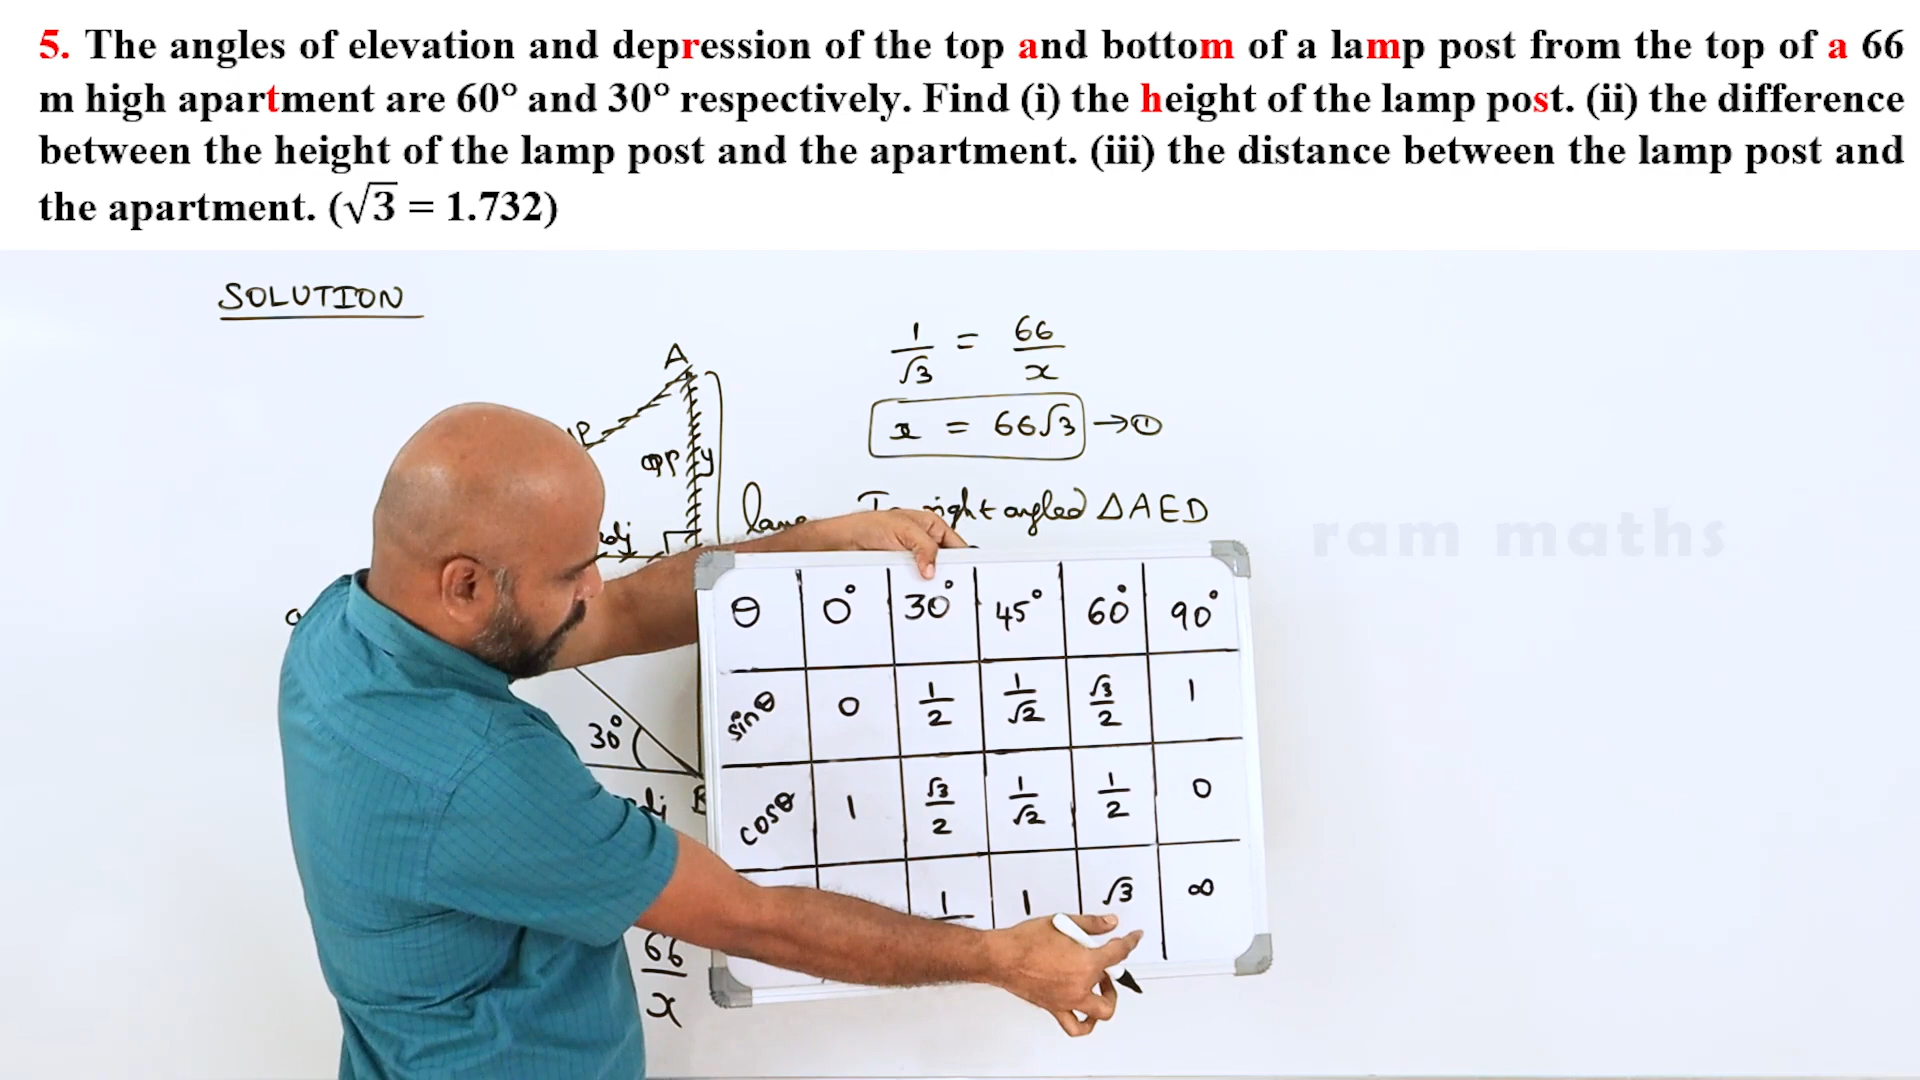 5. The angles of elevation and depression of the top and bottom of a lamp post from the top of a 66
m high apartment are 60° and 30° respectively. Find (i) the height of the lamp post. (ii) the difference
between the height of the lamp post and the apartment. (iii) the distance between the lamp post and
the apartment. (√3 = 1.732)
SOLUTION
A
opp y
adj
30°
B
66/x
1/√3 = 66/x
x = 66√3 → ①
right angled ΔAED
ram maths
θ 0° 30° 45° 60° 90°
sinθ 0 1/2 1/√2 √3/2 1
cosθ 1 √3/2 1/√2 1/2 0
1 1 √3 ∞